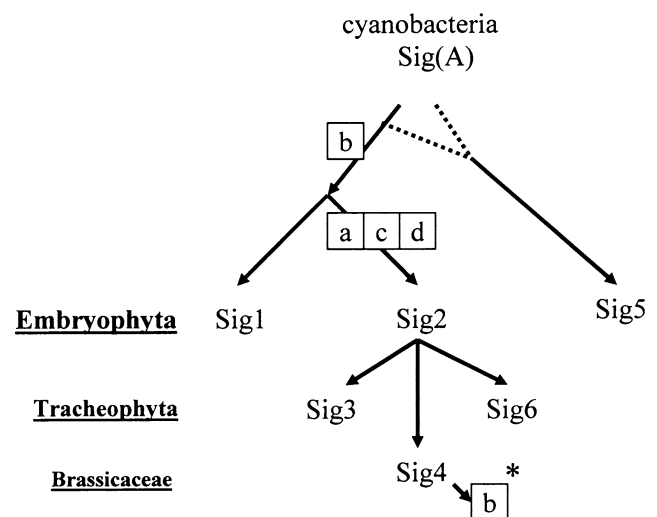 cyanobacteria
Sig(A)
b
a c d
Embryophyta Sig1 Sig2 Sig5
Tracheophyta Sig3 Sig6
Brassicaceae Sig4 *
b